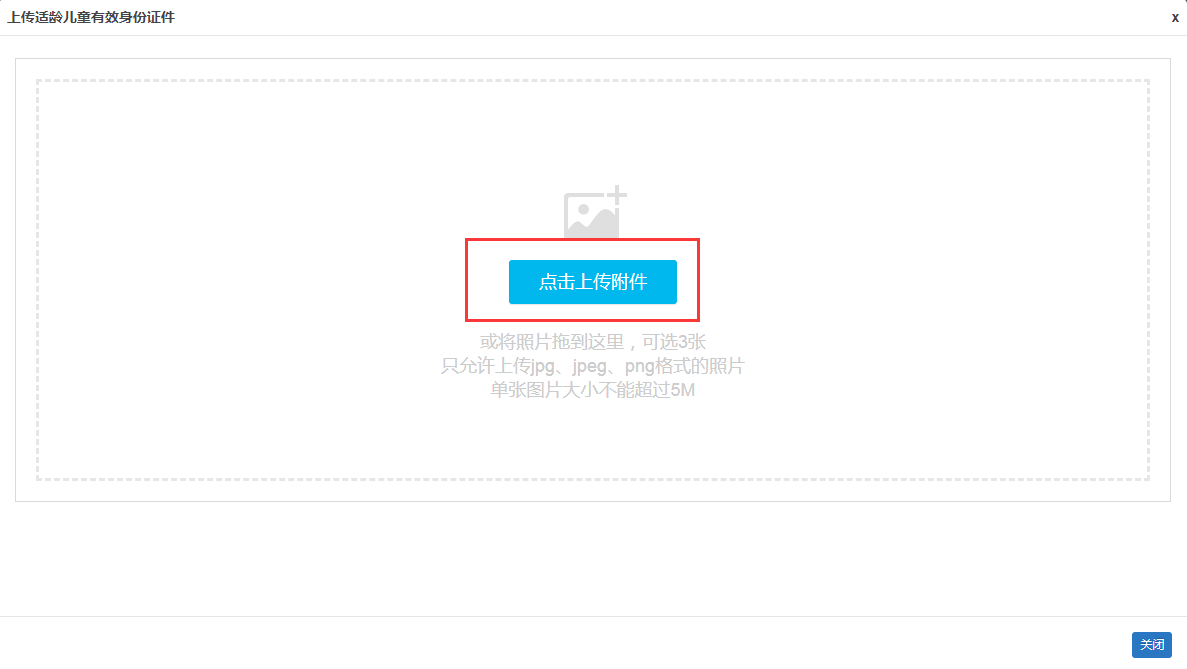 上传适龄儿童有效身份证件
x
点击上传附件
或将照片拖到这里，可选3张
只允许上传jpg、jpeg、png格式的照片
单张图片大小不能超过5M
关闭